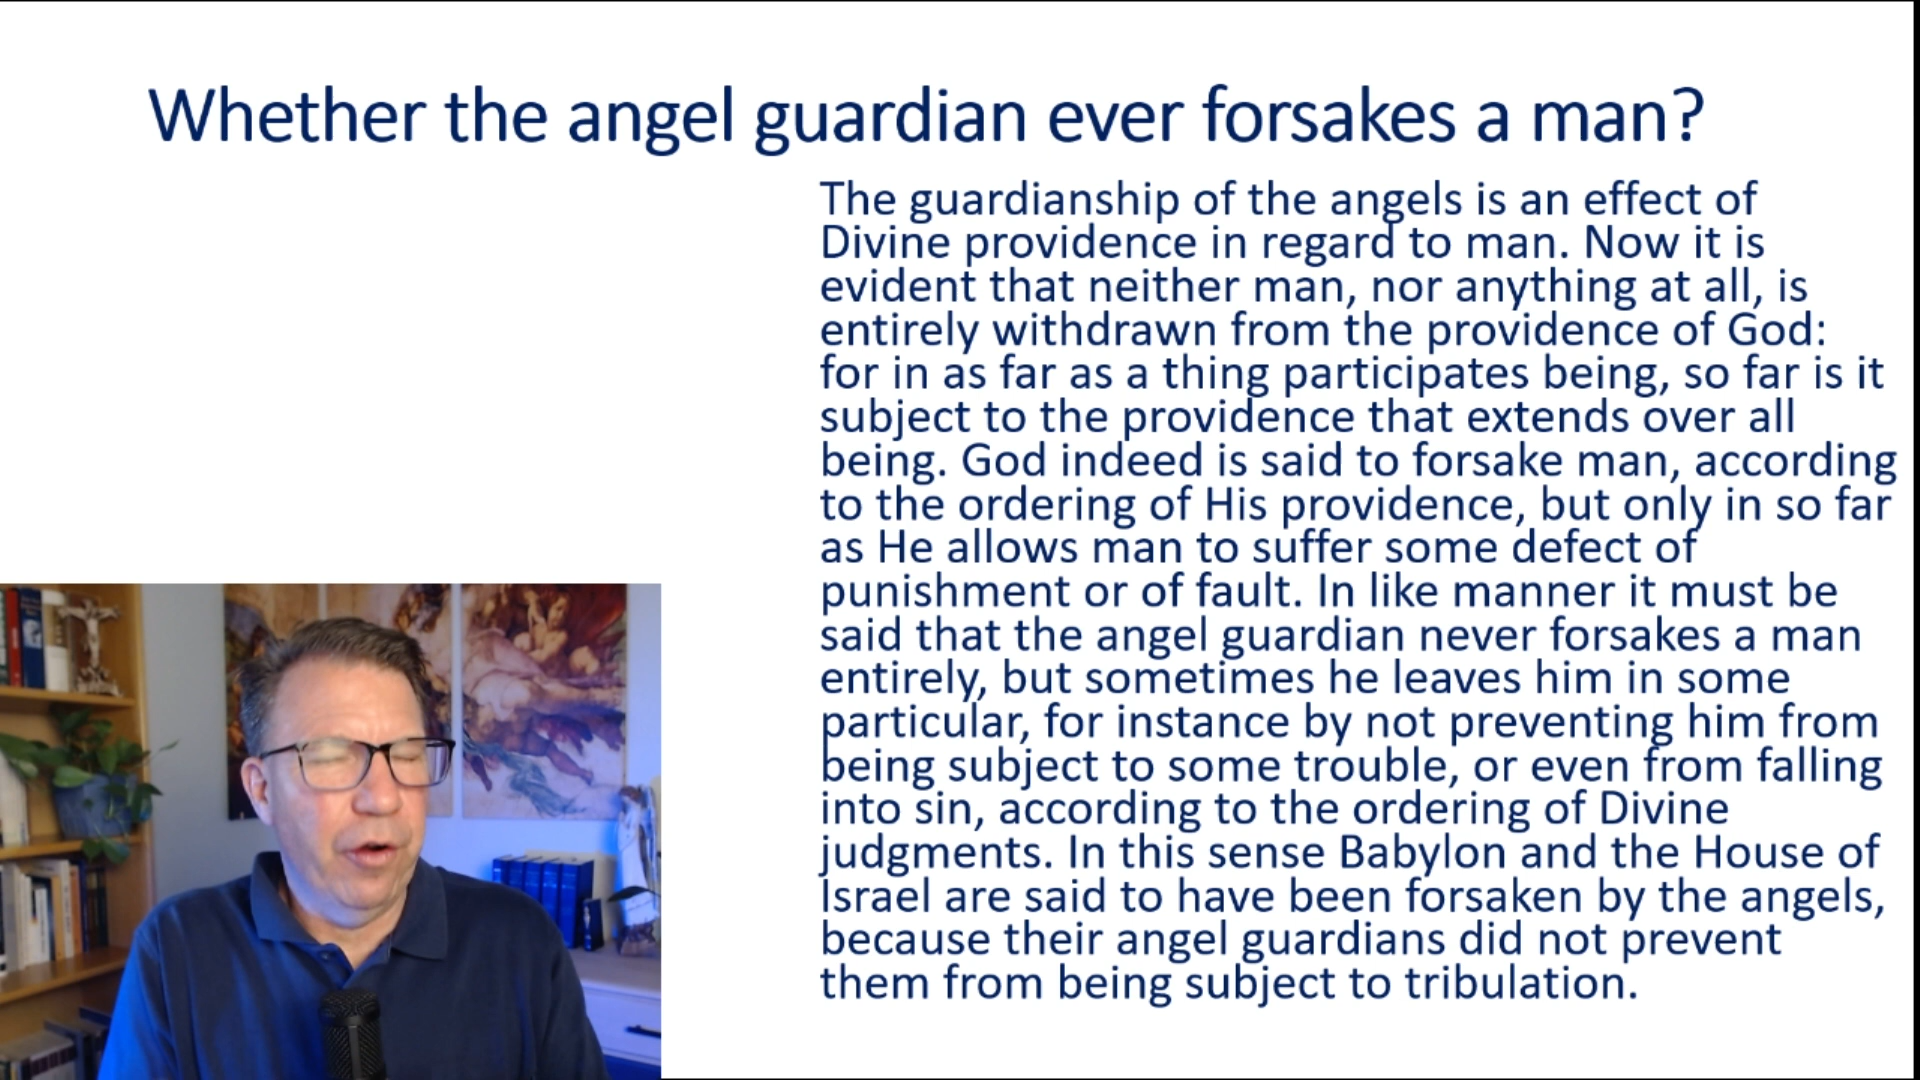 Whether the angel guardian ever forsakes a man?
The guardianship of the angels is an effect of
Divine providence in regard to man. Now it is
evident that neither man, nor anything at all, is
entirely withdrawn from the providence of God:
for in as far as a thing participates being, so far is it
subject to the providence that extends over all
being. God indeed is said to forsake man, according
to the ordering of His providence, but only in so far
as He allows man to suffer some defect of
punishment or of fault. In like manner it must be
said that the angel guardian never forsakes a man
entirely, but sometimes he leaves him in some
particular, for instance by not preventing him from
being subject to some trouble, or even from falling
into sin, according to the ordering of Divine
judgments. In this sense Babylon and the House of
Israel are said to have been forsaken by the angels,
because their angel guardians did not prevent
them from being subject to tribulation.